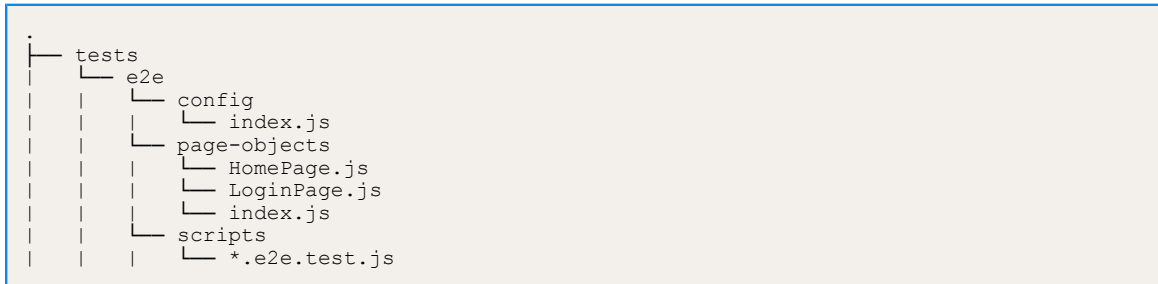 .
├── tests
|   └── e2e
|   |   └── config
|   |   |   └── index.js
|   |   └── page-objects
|   |   |   └── HomePage.js
|   |   |   └── LoginPage.js
|   |   |   └── index.js
|   |   └── scripts
|   |   |   └── *.e2e.test.js